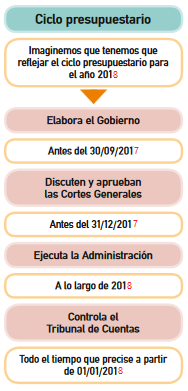 Ciclo presupuestario
Imaginemos que tenemos que
reflejar el ciclo presupuestario para
el año 2018
Elabora el Gobierno
Antes del 30/09/2017
Discuten y aprueban
las Cortes Generales
Antes del 31/12/2017
Ejecuta la Administración
A lo largo de 2018
Controla el
Tribunal de Cuentas
Todo el tiempo que precise a partir
de 01/01/2018